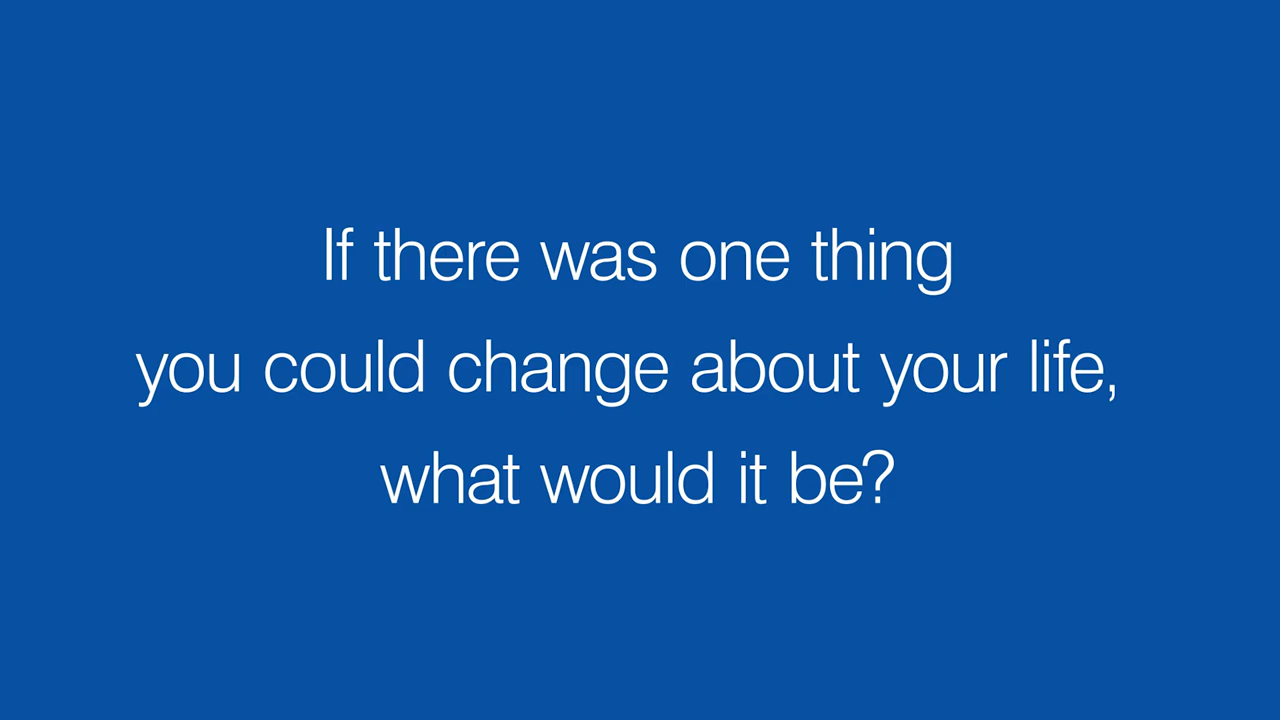 If there was one thing
you could change about your life,
what would it be?